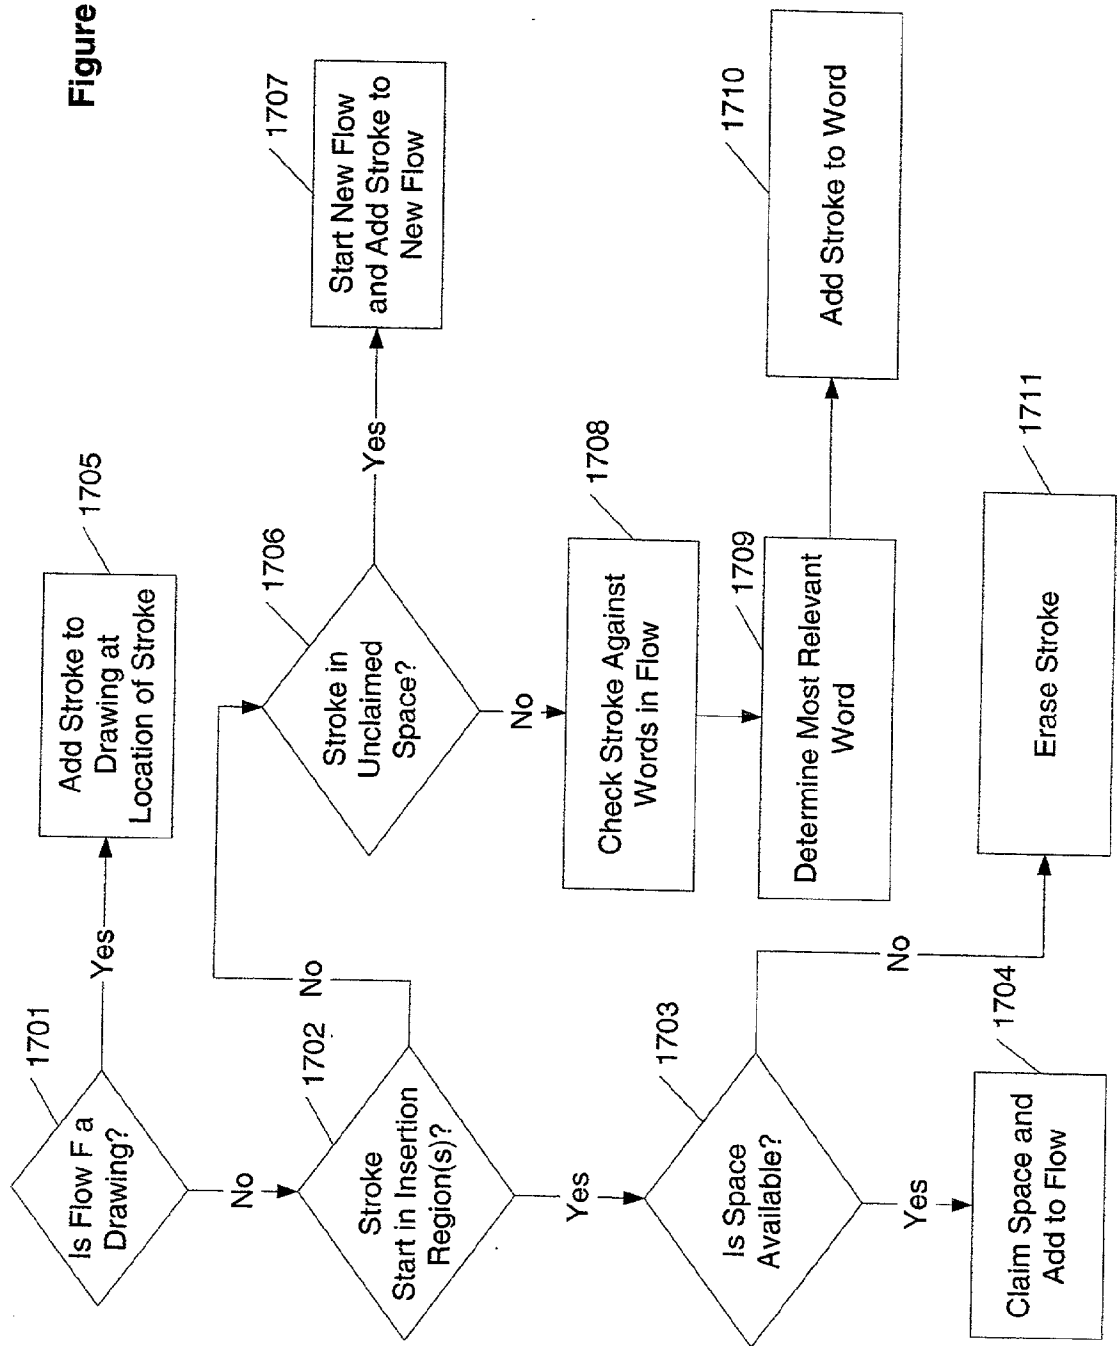 Figure
1701
Is Flow F a
Drawing?
Yes
1705
Add Stroke to
Drawing at
Location of Stroke
No
1702
Stroke
Start in Insertion
Region(s)?
No
1706
Stroke in
Unclaimed
Space?
Yes
1707
Start New Flow
and Add Stroke to
New Flow
No
1708
Check Stroke Against
Words in Flow
1709
Determine Most Relevant
Word
1710
Add Stroke to Word
Yes
1703
Is Space
Available?
No
1711
Erase Stroke
Yes
1704
Claim Space and
Add to Flow